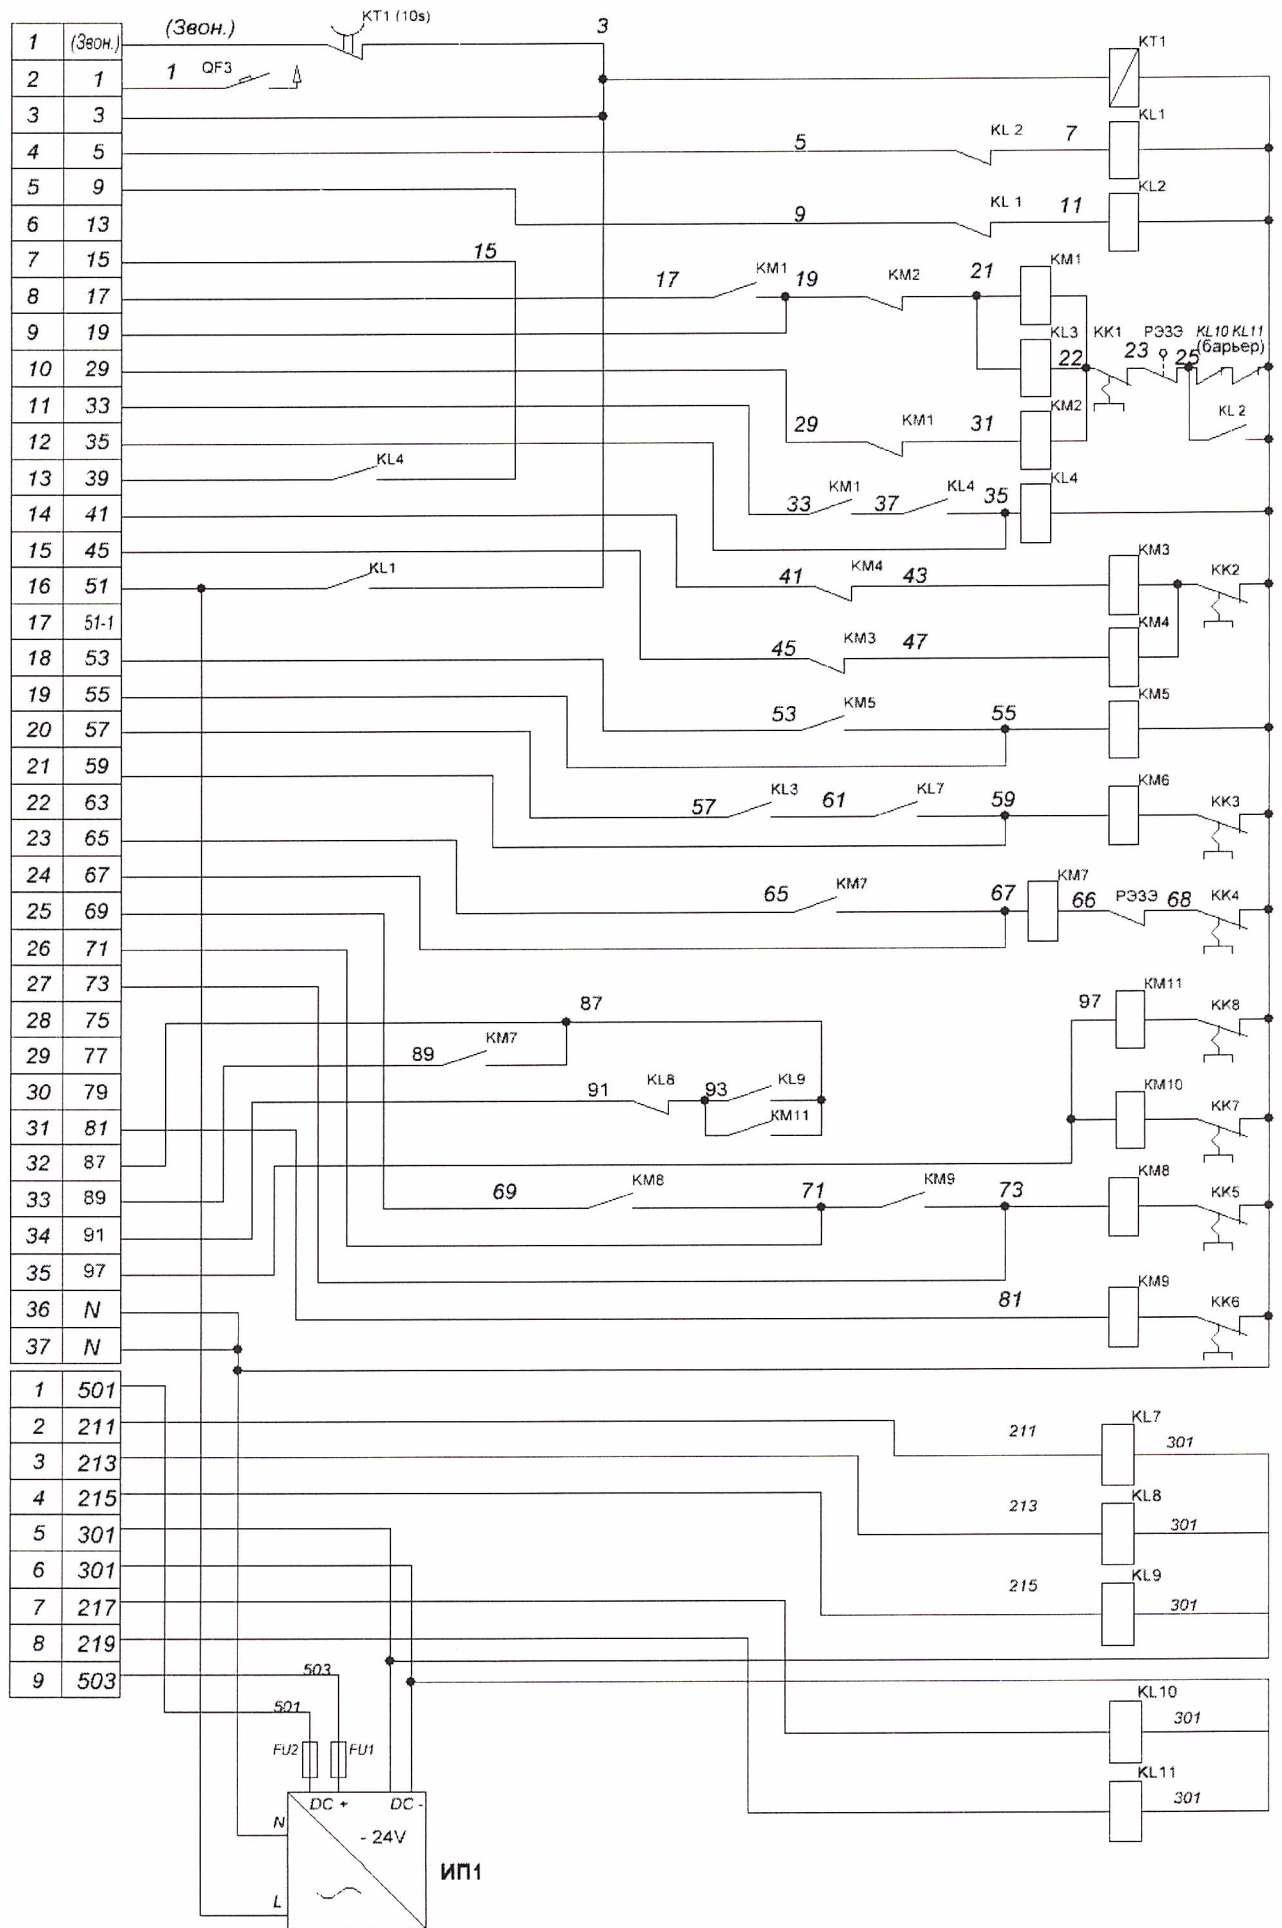 (Звон.)
KT1 (10s)
3
1 (Звон.)
KT1
2 1
1 QF3
3 3
KL1
4 5
5 KL 2 7
5 9
KL2
6 13
9 KL 1 11
7 15
15
KM1
8 17
17 KM1 19 KM2 21
9 19
KL3 KK1 РЭЗЭ KL10 KL11
(барьер)
22 23 25
10 29
11 33
KM2
KL 2
12 35
29 KM1 31
13 39
KL4
KL4
14 41
33 KM1 37 KL4 35
15 45
KM3
16 51
KL1
41 KM4 43
KK2
17 51-1
KM4
18 53
45 KM3 47
19 55
KM5
20 57
53 KM5 55
21 59
KM6
22 63
57 KL3 61 KL7 59
KK3
23 65
24 67
KM7
25 69
65 KM7 67 66 РЭЗЭ 68 KK4
26 71
27 73
KM11
28 75
87
97
KK8
29 77
89 KM7
30 79
91 KL8 93 KL9
KM10
31 81
KM11
KK7
32 87
33 89
KM8
69 KM8 71 KM9 73
KK5
34 91
35 97
KM9
36 N
81
KK6
37 N
1 501
2 211
KL7
211
301
3 213
4 215
KL8
213
301
5 301
6 301
KL9
215
301
7 217
8 219
9 503
503
KL10
501
301
FU2 FU1
KL11
DC + DC -
301
N
- 24V
ИП1
L